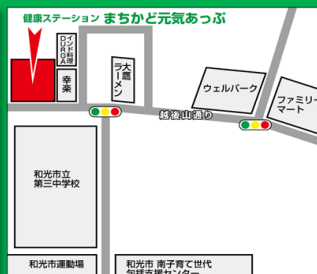 健康ステーション まちかど元気あっぷ
インド料理
DURGA
幸楽
大鷹
ラーメン
ウェルパーク
ファミリー
マート
越後山通り
和光市立
第三中学校
和光市運動場
和光市 南子育て世代
包括支援センター